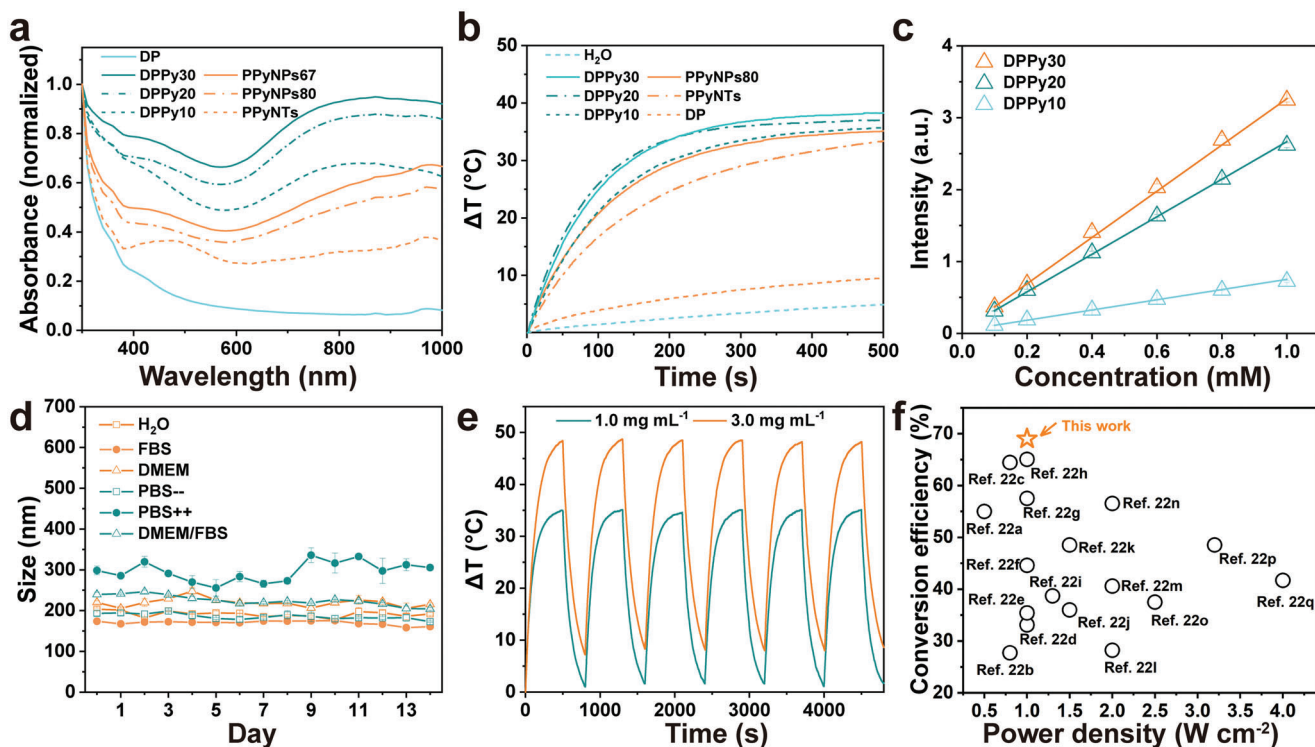 a
DP
DPPy30
PPyNPs67
DPPy20
PPyNPs80
DPPy10
PPyNTs
Absorbance (normalized)
1.0
0.8
0.6
0.4
0.2
0.0
400
600
800
1000
Wavelength (nm)
b
H₂O
DPPy30
PPyNPs80
DPPy20
PPyNTs
DPPy10
DP
ΔT (°C)
50
40
30
20
10
0
100
200
300
400
500
Time (s)
c
DPPy30
DPPy20
DPPy10
Intensity (a.u.)
4
3
2
1
0
0.0
0.2
0.4
0.6
0.8
1.0
Concentration (mM)
d
H₂O
FBS
DMEM
PBS--
PBS++
DMEM/FBS
Size (nm)
700
600
500
400
300
200
100
0
1
3
5
7
9
11
13
Day
e
1.0 mg mL⁻¹
3.0 mg mL⁻¹
ΔT (°C)
50
40
30
20
10
0
0
1000
2000
3000
4000
Time (s)
f
This work
Ref. 22c
Ref. 22h
Ref. 22g
Ref. 22n
Ref. 22a
Ref. 22k
Ref. 22p
Ref. 22f
Ref. 22i
Ref. 22m
Ref. 22q
Ref. 22e
Ref. 22j
Ref. 22o
Ref. 22d
Ref. 22b
Ref. 22l
Conversion efficiency (%)
80
70
60
50
40
30
20
0.5
1.0
1.5
2.0
2.5
3.0
3.5
4.0
Power density (W cm⁻²)